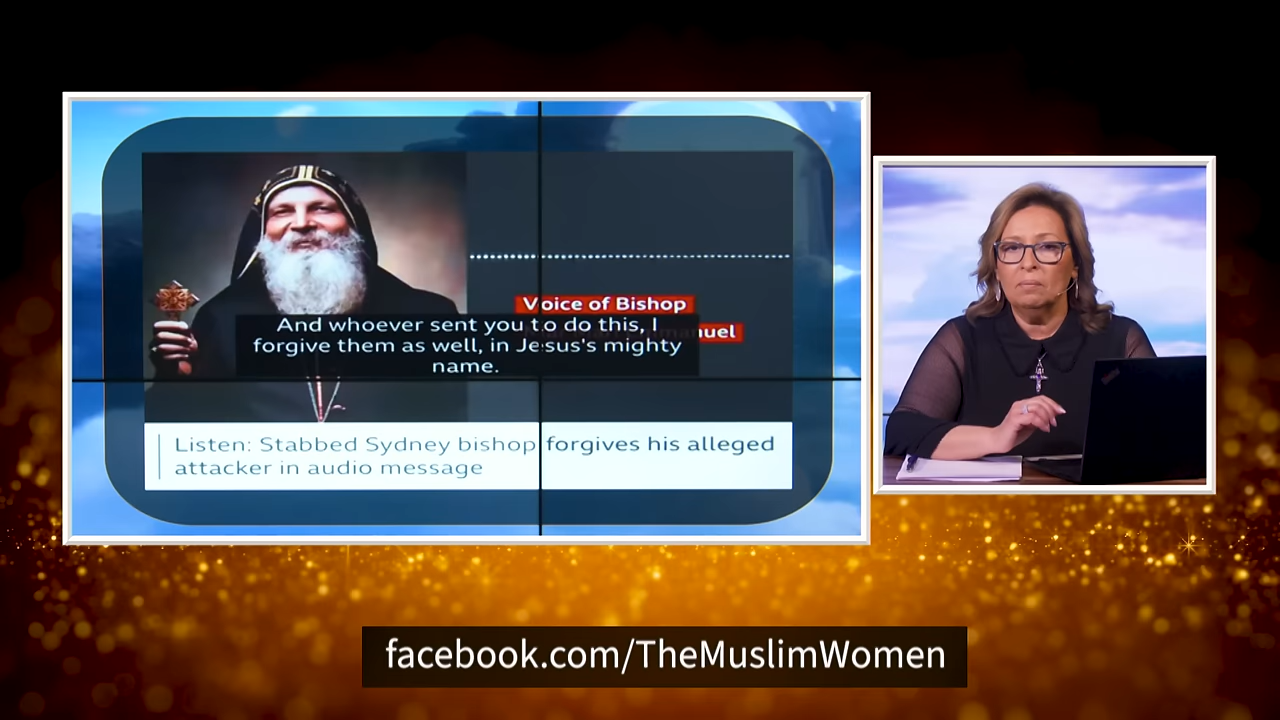 Voice of Bishop
nuel
And whoever sent you to do this, I
forgive them as well, in Jesus's mighty
name.
Listen: Stabbed Sydney bishop forgives his alleged
attacker in audio message
facebook.com/TheMuslimWomen